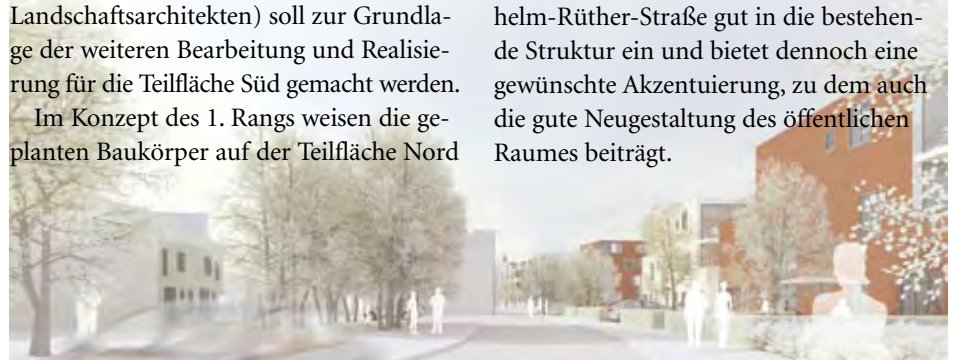 Landschaftsarchitekten) soll zur Grundla-
ge der weiteren Bearbeitung und Realisie-
rung für die Teilfläche Süd gemacht werden.
Im Konzept des 1. Rangs weisen die ge-
planten Baukörper auf der Teilfläche Nord
helm-Rüther-Straße gut in die bestehen-
de Struktur ein und bietet dennoch eine
gewünschte Akzentuierung, zu dem auch
die gute Neugestaltung des öffentlichen
Raumes beiträgt.